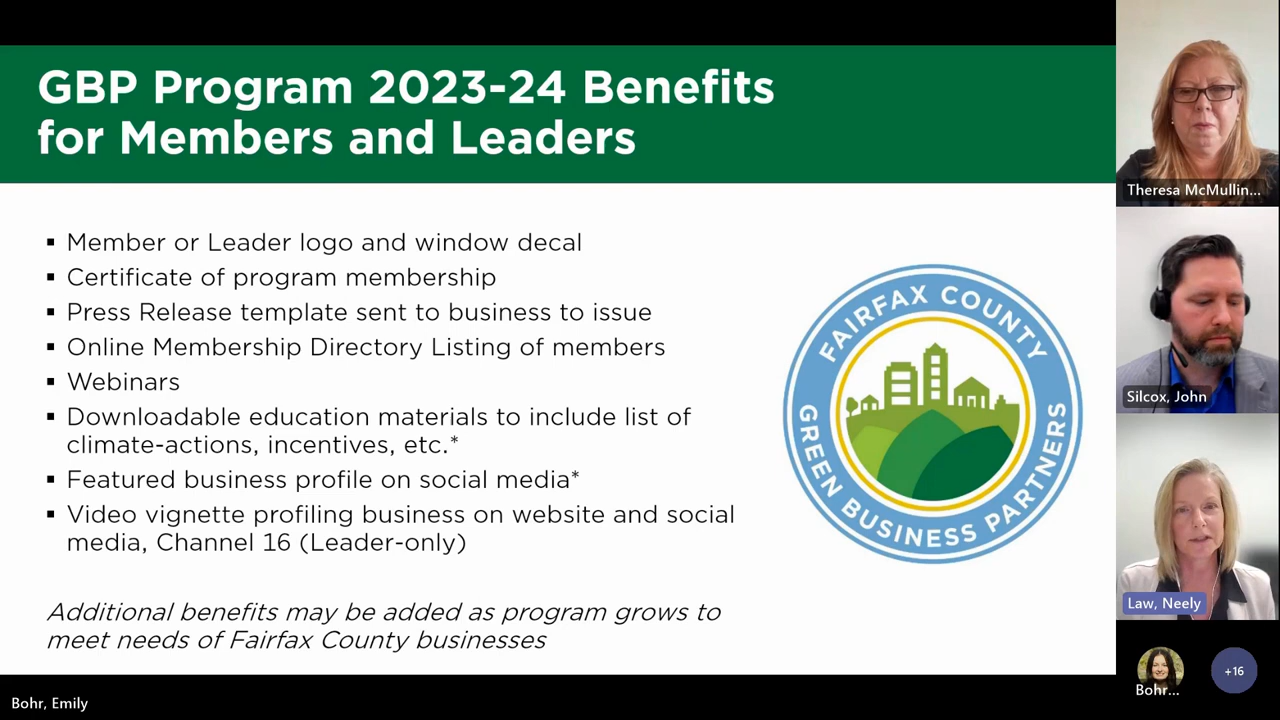 GBP Program 2023-24 Benefits
for Members and Leaders
▪ Member or Leader logo and window decal
▪ Certificate of program membership
▪ Press Release template sent to business to issue
▪ Online Membership Directory Listing of members
▪ Webinars
▪ Downloadable education materials to include list of
climate-actions, incentives, etc.*
▪ Featured business profile on social media*
▪ Video vignette profiling business on website and social
media, Channel 16 (Leader-only)
Additional benefits may be added as program grows to
meet needs of Fairfax County businesses
FAIRFAX COUNTY
GREEN BUSINESS PARTNERS
Theresa McMullin...
Silcox, John
Law, Neely
Bohr...
+16
Bohr, Emily